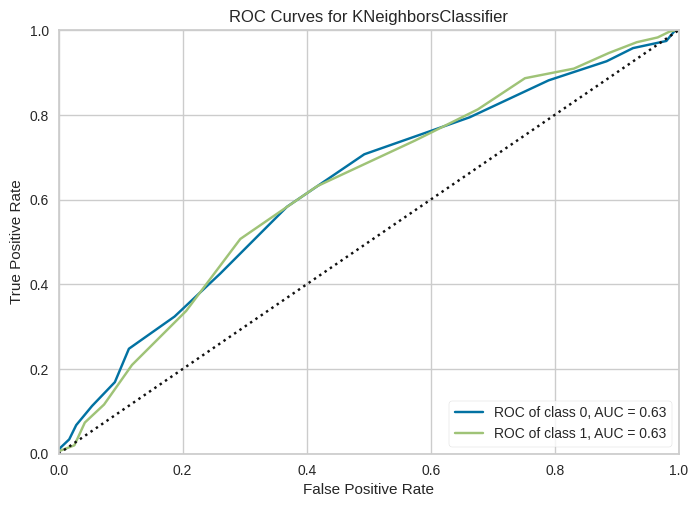 ROC Curves for KNeighborsClassifier
1.0
0.8
0.6
0.4
0.2
0.0
True Positive Rate
ROC of class 0, AUC = 0.63
ROC of class 1, AUC = 0.63
0.0 0.2 0.4 0.6 0.8 1.0
False Positive Rate